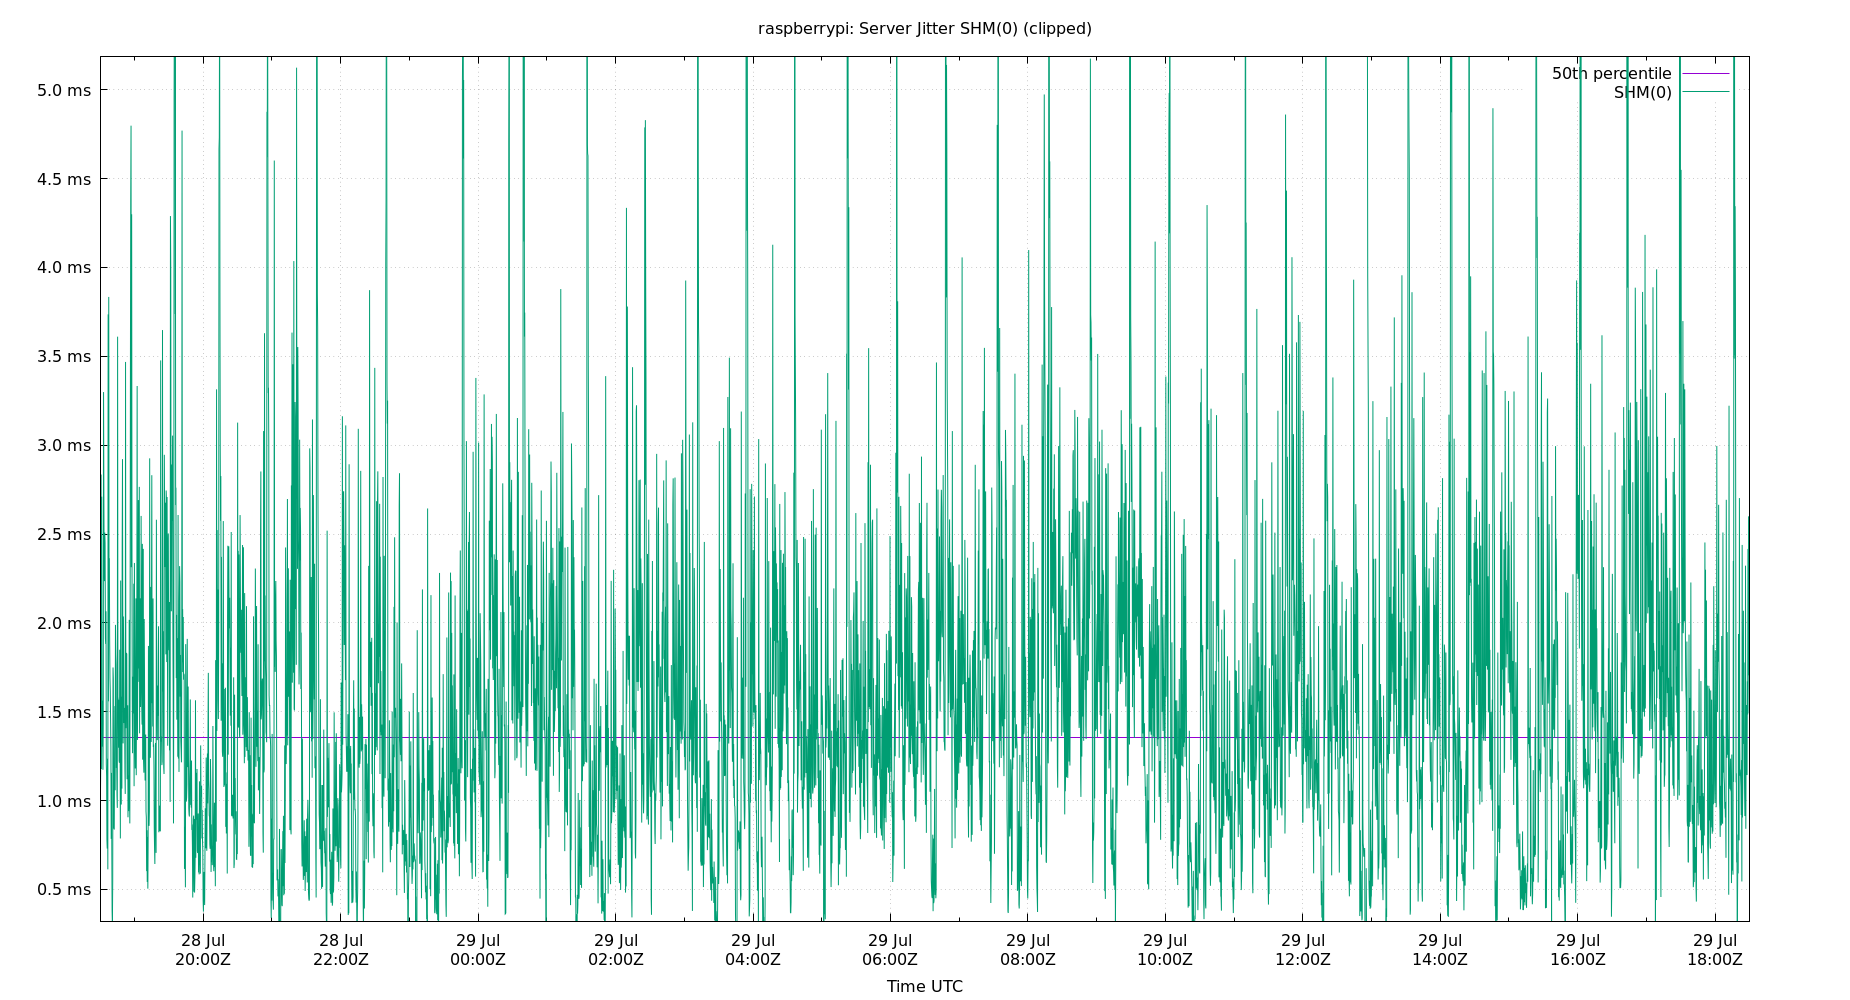 raspberrypi: Server Jitter SHM(0) (clipped)
50th percentile
SHM(0)
5.0 ms
4.5 ms
4.0 ms
3.5 ms
3.0 ms
2.5 ms
2.0 ms
1.5 ms
1.0 ms
0.5 ms
28 Jul 28 Jul 29 Jul 29 Jul 29 Jul 29 Jul 29 Jul 29 Jul 29 Jul 29 Jul 29 Jul 29 Jul
20:00Z 22:00Z 00:00Z 02:00Z 04:00Z 06:00Z 08:00Z 10:00Z 12:00Z 14:00Z 16:00Z 18:00Z
Time UTC